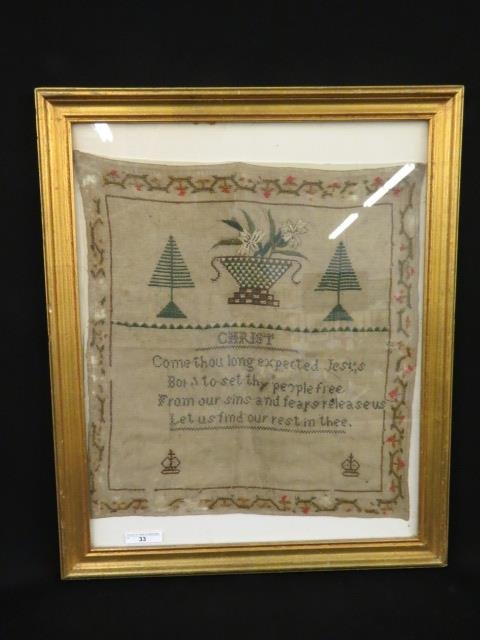 CHRIST
Come thou long expected Jesus
Born to set thy people free
From our sins and fears release us
Let us find our rest in thee.
33